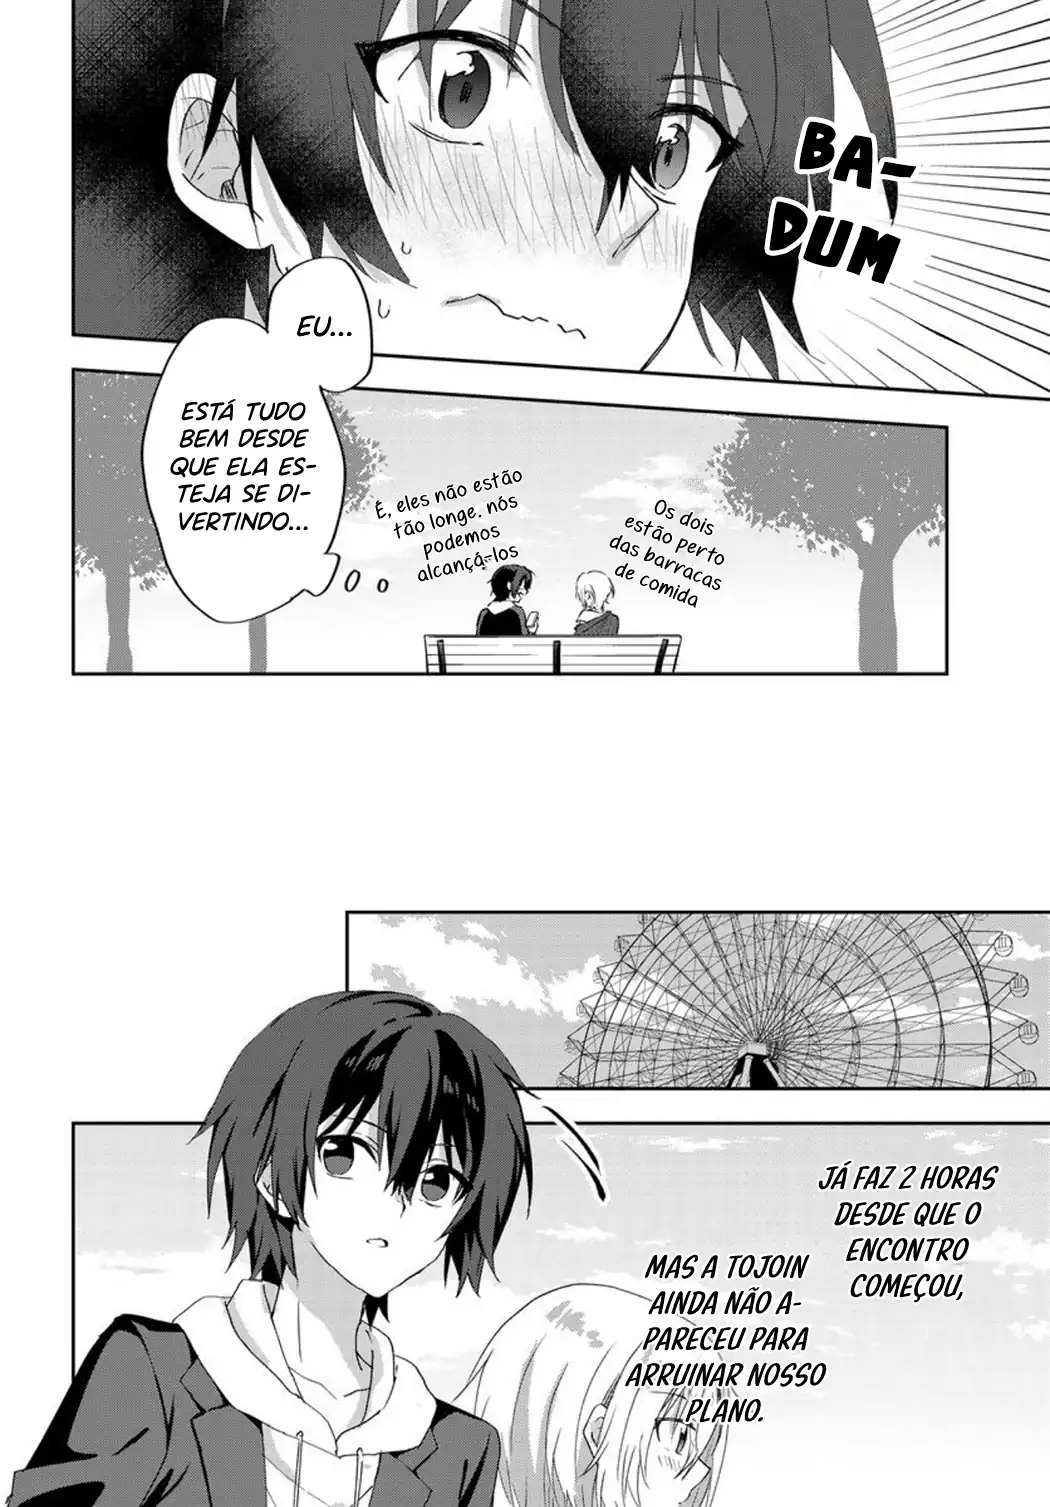 BA-
DUM
EU...
ESTÁ TUDO
BEM DESDE
QUE ELA ES-
TEJA SE DI-
VERTINDO...
Os dois
estão perto
das barracas
de comida
É, eles não estão
tão longe. nós
podemos
alcançá-los
JÁ FAZ 2 HORAS
DESDE QUE O
ENCONTRO
COMEÇOU,
MAS A TOJOIN
AINDA NÃO A-
PARECEU PARA
ARRUINAR NOSSO
PLANO.